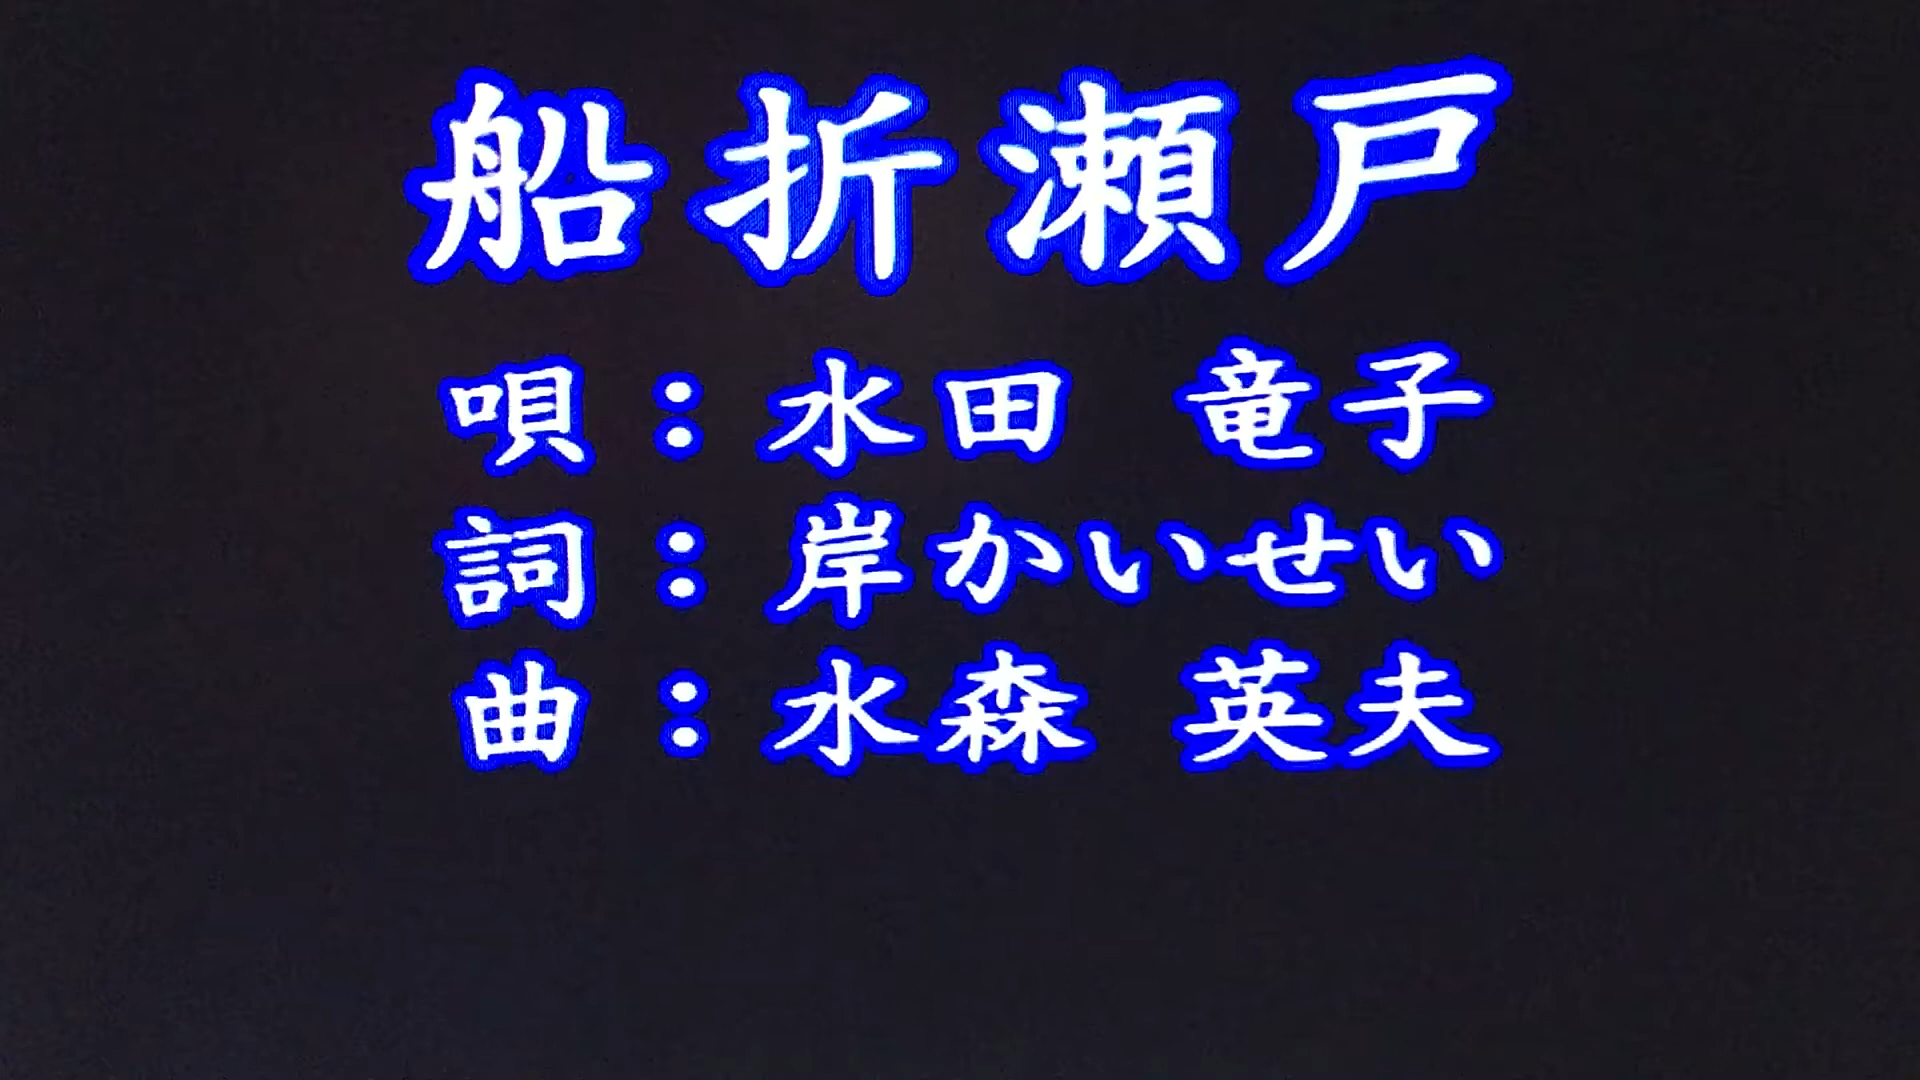 船折瀬戸
唄：水田 竜子
詞：岸かいせい
曲：水森 英夫